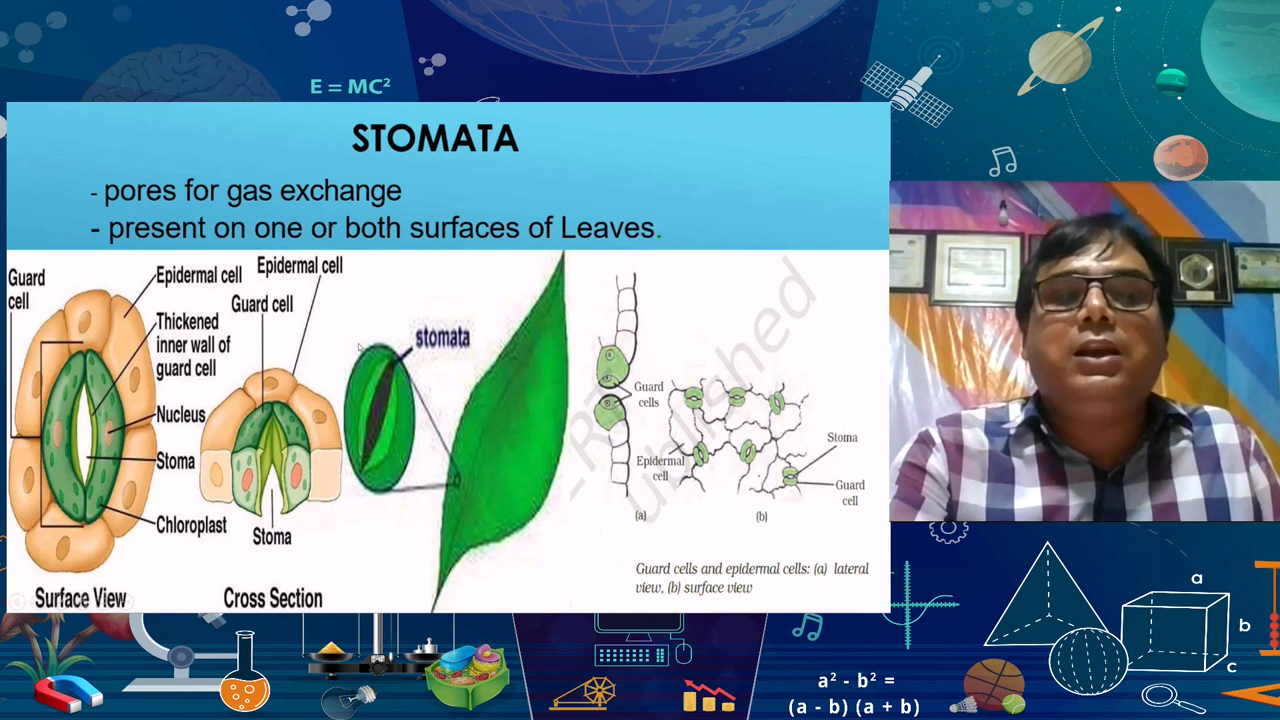 E = MC²
STOMATA
- pores for gas exchange
- present on one or both surfaces of Leaves.
Guard
cell
Epidermal cell
Thickened
inner wall of
guard cell
Nucleus
Stoma
Chloroplast
Surface View
Epidermal cell
Guard cell
Stoma
Cross Section
stomata
Guard
cells
Epidermal
cell
(a)
Stoma
Guard
cell
(b)
Guard cells and epidermal cells: (a) lateral
view, (b) surface view
a
b
c
a² - b² =
(a - b) (a + b)